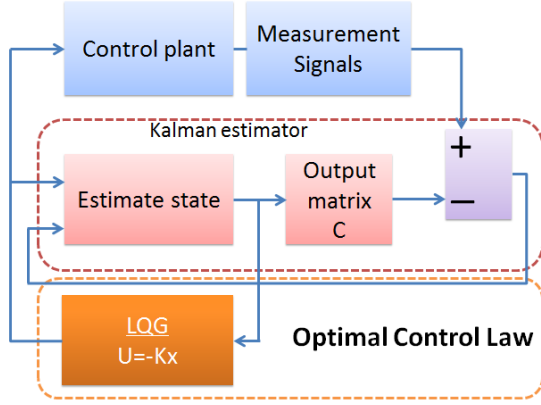 Control plant
Measurement
Signals
Kalman estimator
+
Estimate state
Output
matrix
C
−
LQG
U=-Kx
Optimal Control Law